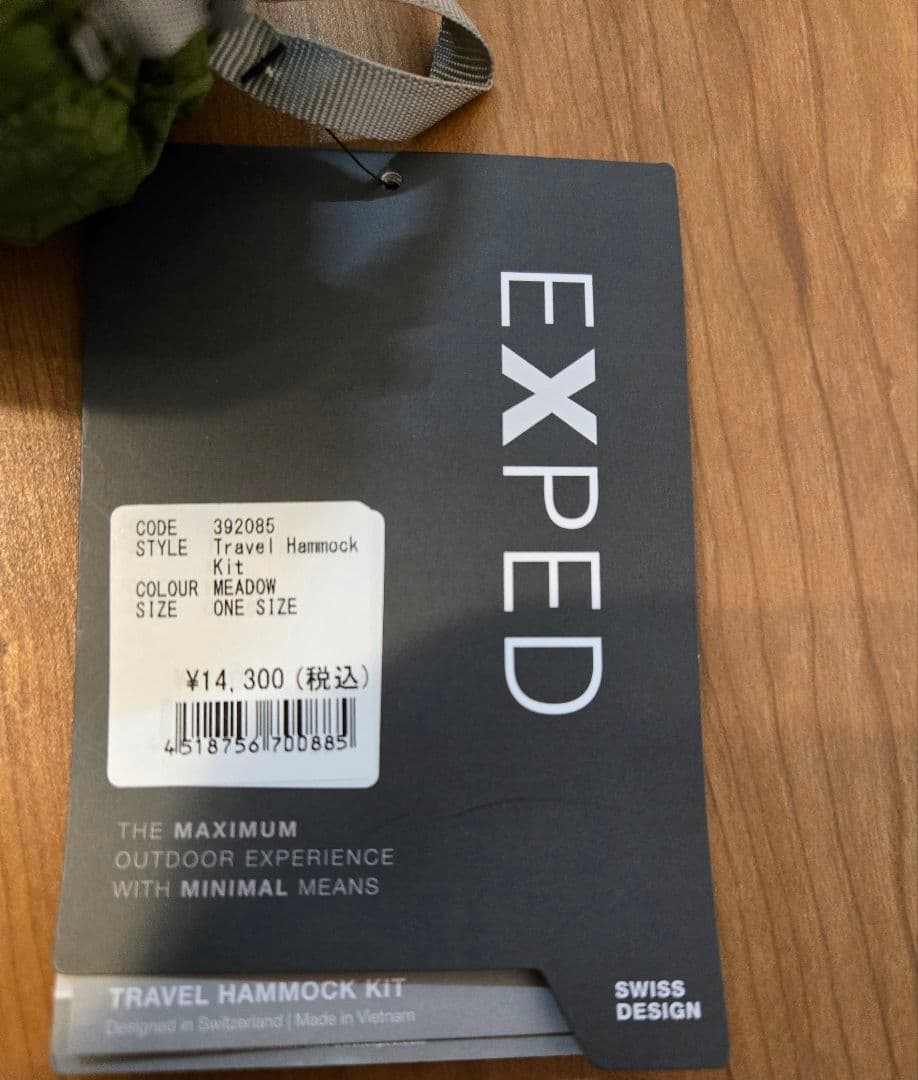 EXPED
CODE 392085
STYLE Travel Hammock
Kit
COLOUR MEADOW
SIZE ONE SIZE
¥14,300(税込)
4518756700885
THE MAXIMUM
OUTDOOR EXPERIENCE
WITH MINIMAL MEANS
TRAVEL HAMMOCK KIT
Designed in Switzerland | Made in Vietnam
SWISS
DESIGN